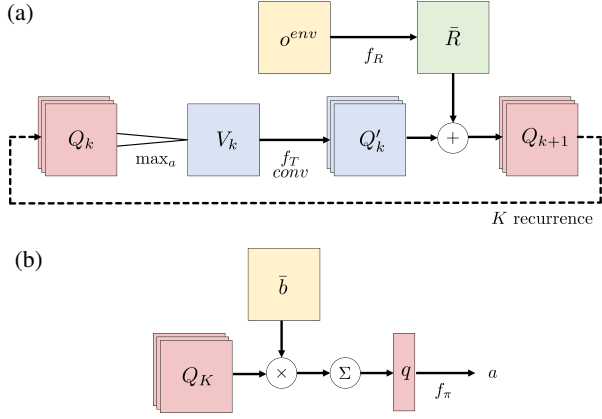 (a)
o^{env}
f_R
R̄
Q_k
max_a
V_k
f_T
conv
Q'_k
+
Q_{k+1}
K recurrence
(b)
b̄
Q_K
×
Σ
q
f_π
a